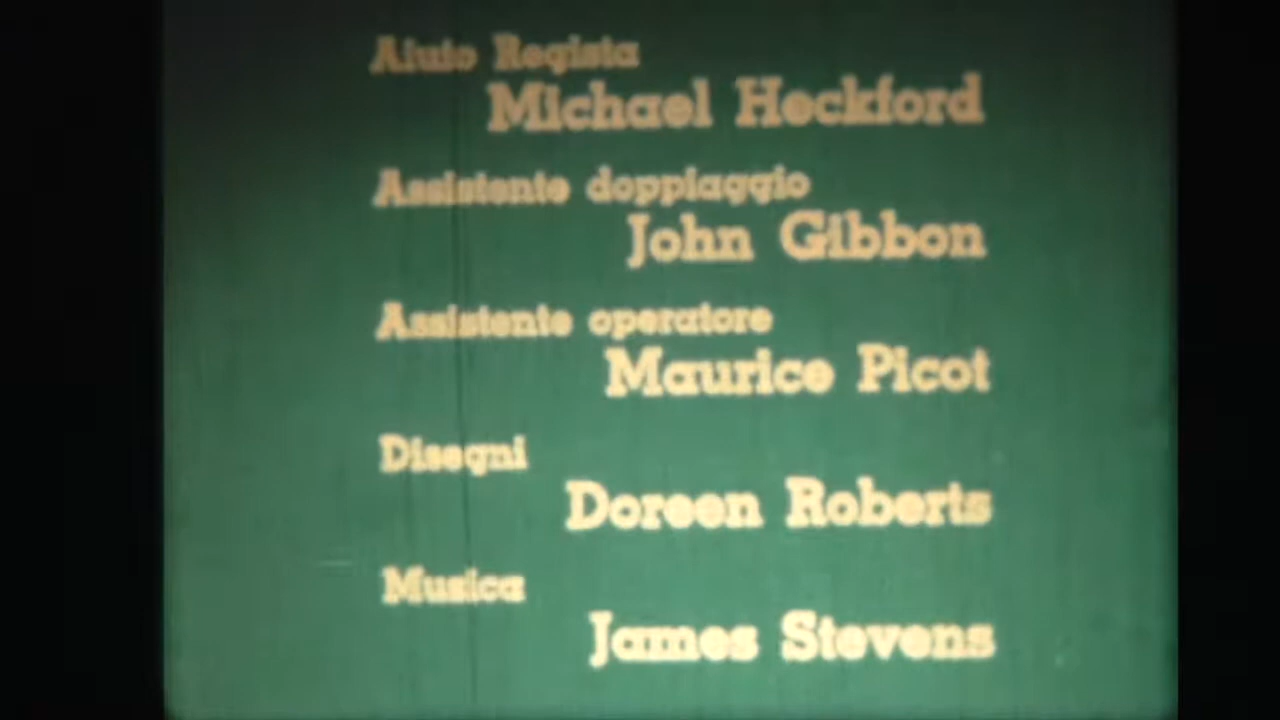 Aiuto Regista
Michael Heckford
Assistente doppiaggio
John Gibbon
Assistente operatore
Maurice Picot
Disegni
Doreen Roberts
Musica
James Stevens